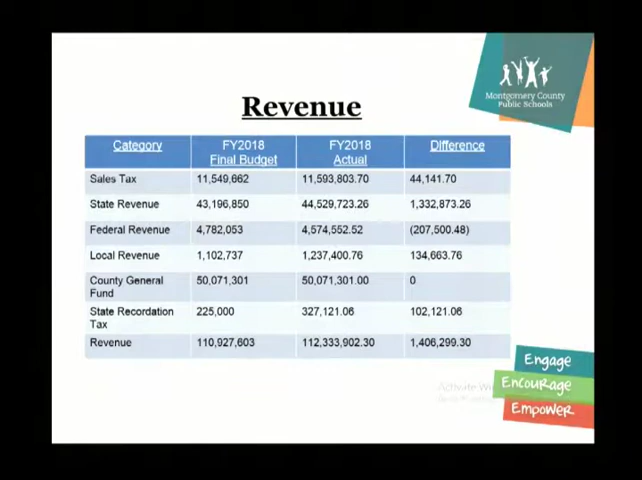 Montgomery County
Public Schools
Revenue
Category FY2018 Final Budget FY2018 Actual Difference
Sales Tax 11,549,662 11,593,803.70 44,141.70
State Revenue 43,196,850 44,529,723.26 1,332,873.26
Federal Revenue 4,782,053 4,574,552.52 (207,500.48)
Local Revenue 1,102,737 1,237,400.76 134,663.76
County General Fund 50,071,301 50,071,301.00 0
State Recordation Tax 225,000 327,121.06 102,121.06
Revenue 110,927,603 112,333,902.30 1,406,299.30
Activate
Engage
Encourage
Empower